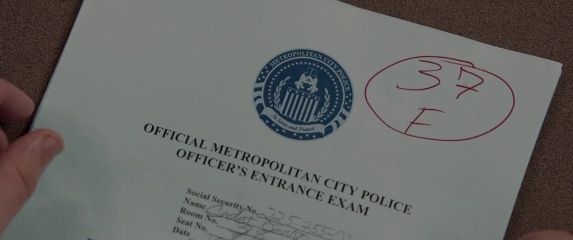 METROPOLITAN CITY POLICE
37
F
OFFICIAL METROPOLITAN CITY POLICE
OFFICER'S ENTRANCE EXAM
Social Security No.
Name
Room No.
Seat No.
Date